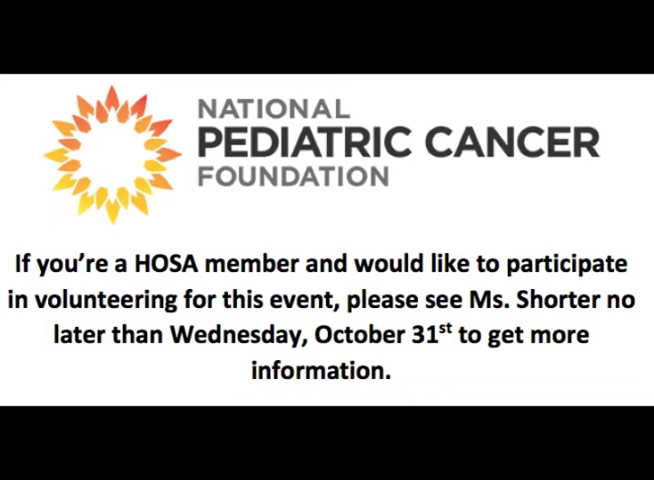 NATIONAL
PEDIATRIC CANCER
FOUNDATION
If you’re a HOSA member and would like to participate
in volunteering for this event, please see Ms. Shorter no
later than Wednesday, October 31st to get more
information.